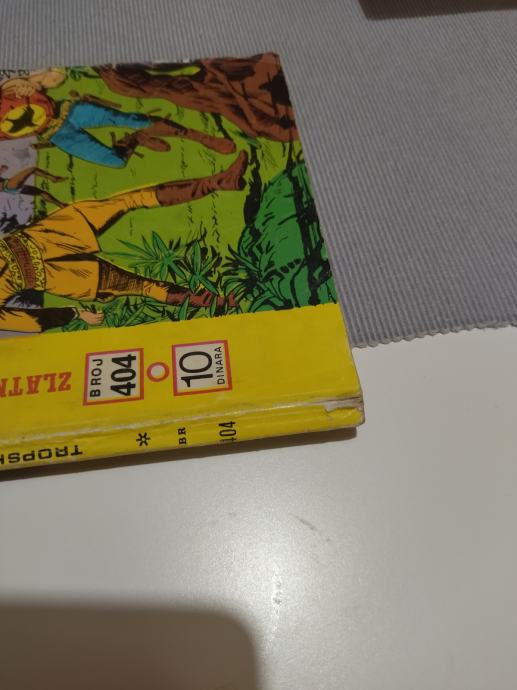 ZLATN
BROJ
404
10
DINARA
TROPSK
*
BR
404